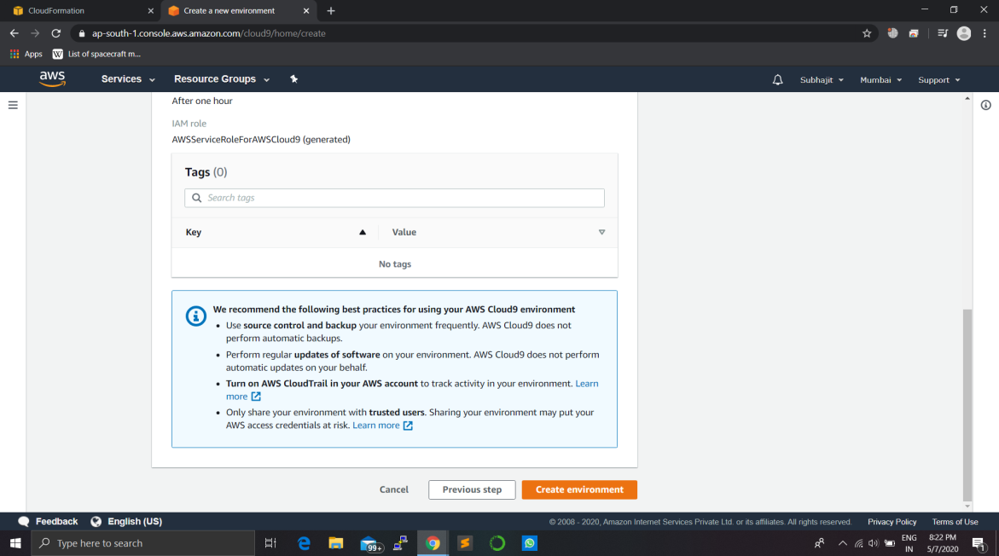 CloudFormation
Create a new environment
ap-south-1.console.aws.amazon.com/cloud9/home/create
Apps
W List of spacecraft m...
aws
Services
Resource Groups
Subhajit
Mumbai
Support
After one hour
IAM role
AWSServiceRoleForAWSCloud9 (generated)
Tags (0)
Search tags
Key
Value
No tags
We recommend the following best practices for using your AWS Cloud9 environment
• Use source control and backup your environment frequently. AWS Cloud9 does not
perform automatic backups.
• Perform regular updates of software on your environment. AWS Cloud9 does not perform
automatic updates on your behalf.
• Turn on AWS CloudTrail in your AWS account to track activity in your environment. Learn
more
• Only share your environment with trusted users. Sharing your environment may put your
AWS access credentials at risk. Learn more
Cancel
Previous step
Create environment
Feedback
English (US)
© 2008 - 2020, Amazon Internet Services Private Ltd. or its affiliates. All rights reserved.
Privacy Policy
Terms of Use
Type here to search
99+
ENG
IN
8:22 PM
5/7/2020
1